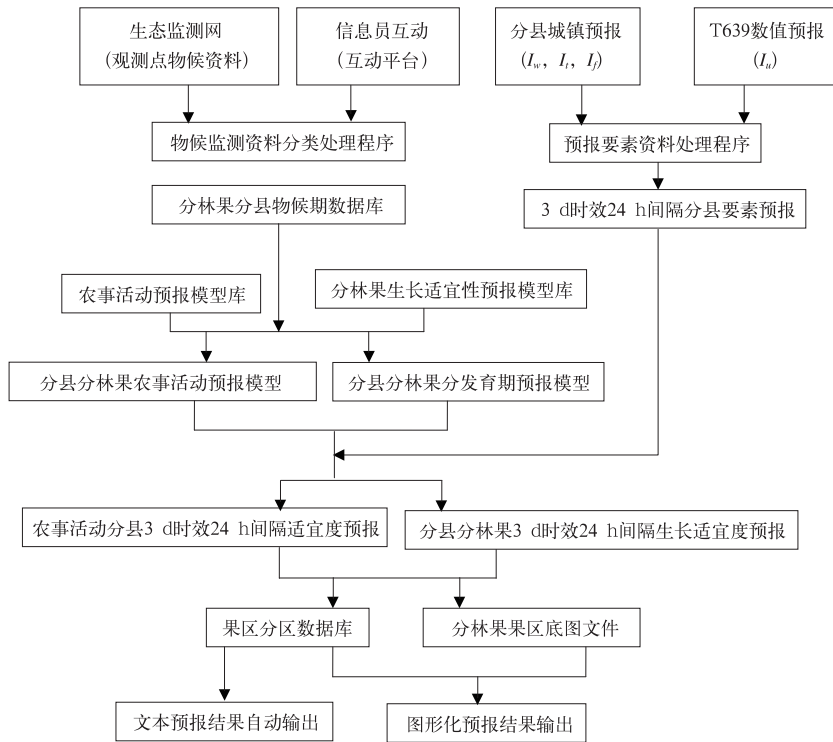 生态监测网
（观测点物候资料）
信息员互动
（互动平台）
分县城镇预报
（Iw，It，If）
T639数值预报
（Iu）
物候监测资料分类处理程序
预报要素资料处理程序
分林果分县物候期数据库
3 d时效24 h间隔分县要素预报
农事活动预报模型库
分林果生长适宜性预报模型库
分县分林果农事活动预报模型
分县分林果分发育期预报模型
农事活动分县3 d时效24 h间隔适宜度预报
分县分林果3 d时效24 h间隔生长适宜度预报
果区分区数据库
分林果果区底图文件
文本预报结果自动输出
图形化预报结果输出